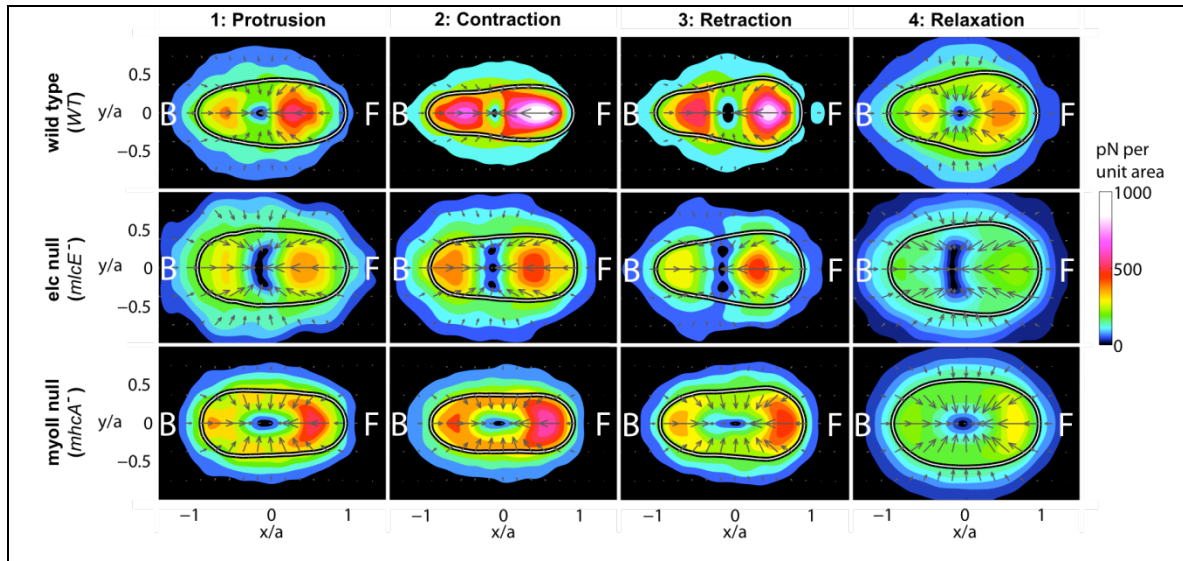 1: Protrusion 2: Contraction 3: Retraction 4: Relaxation
wild type
(WT)
y/a
0.5
0
−0.5
B F B F B F B F
pN per
unit area
1000
500
0
elc null
(mlcE⁻)
y/a
0.5
0
−0.5
B F B F B F B F
myoII null
(mhcA⁻)
y/a
0.5
0
−0.5
B F B F B F B F
−1 0 1 −1 0 1 −1 0 1 −1 0 1
x/a x/a x/a x/a